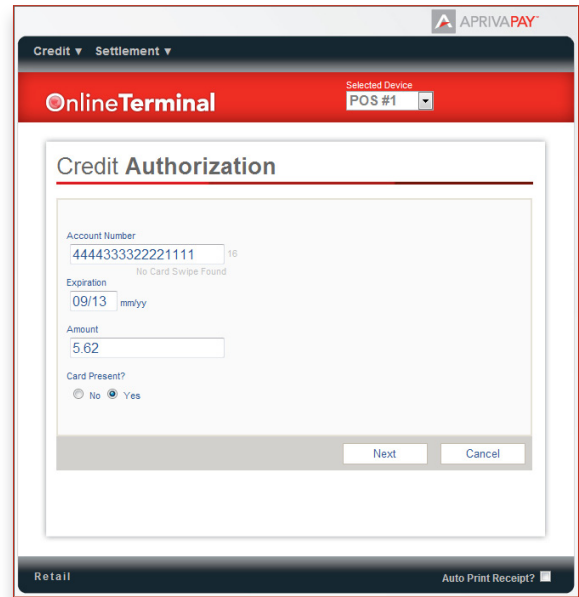 APRIVAPAY™
Credit ▾ Settlement ▾
Selected Device
OnlineTerminal
POS #1
Credit Authorization
Account Number
4444333322221111 16
No Card Swipe Found
Expiration
09/13 mm/yy
Amount
5.62
Card Present?
No Yes
Next Cancel
Retail Auto Print Receipt?